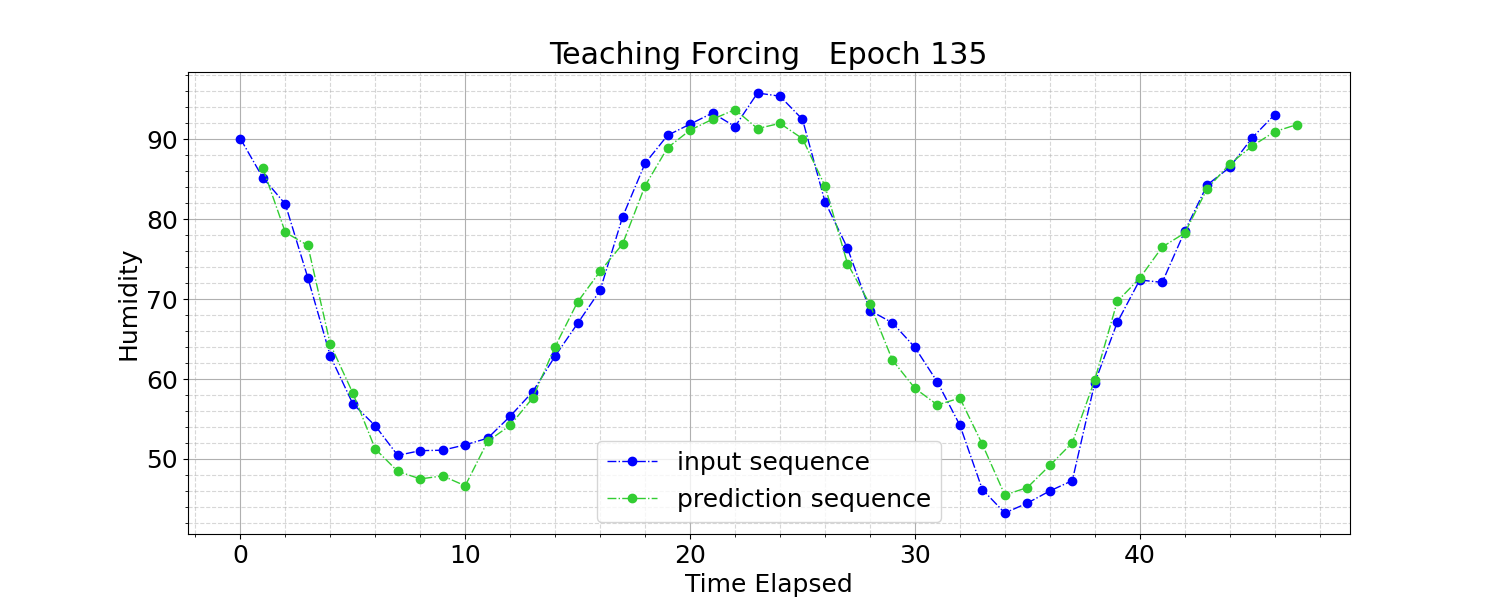 Teaching Forcing   Epoch 135
90
80
70
60
50
Humidity
input sequence
prediction sequence
0 10 20 30 40
Time Elapsed